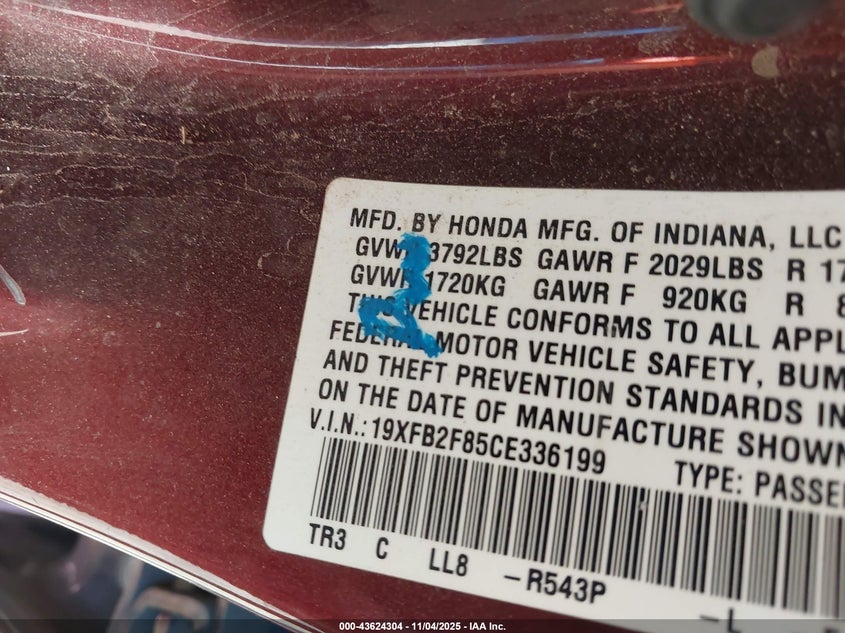 MFD. BY HONDA MFG. OF INDIANA, LLC
3792LBS GAWR F 2029LBS R 17
1720KG GAWR F 920KG R 8
VEHICLE CONFORMS TO ALL APPL
MOTOR VEHICLE SAFETY, BUM
AND THEFT PREVENTION STANDARDS IN
ON THE DATE OF MANUFACTURE SHOWN
V.I.N.: 19XFB2F85CE336199 TYPE: PASSE
TR3 C LL8 -R543P -L
000-43624304 - 11/04/2025 - IAA Inc.